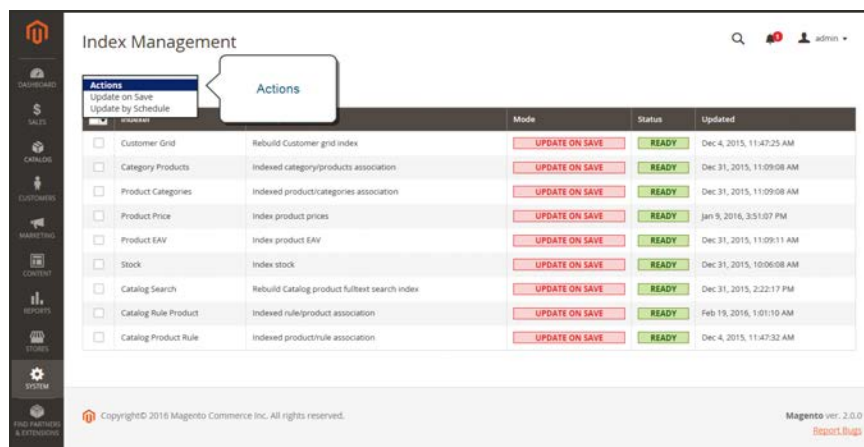 Index Management
1
admin
DASHBOARD
Actions
Update on Save
Update by Schedule
Actions
SALES
Mode Status Updated
CATALOG
Customer Grid Rebuild Customer grid index UPDATE ON SAVE READY Dec 4, 2015, 11:47:25 AM
Category Products Indexed category/products association UPDATE ON SAVE READY Dec 31, 2015, 11:09:08 AM
CUSTOMERS
Product Categories Indexed product/categories association UPDATE ON SAVE READY Dec 31, 2015, 11:09:08 AM
Product Price Index product prices UPDATE ON SAVE READY Jan 9, 2016, 3:51:07 PM
MARKETING
Product EAV Index product EAV UPDATE ON SAVE READY Dec 31, 2015, 11:09:11 AM
Stock Index stock UPDATE ON SAVE READY Dec 31, 2015, 10:06:08 AM
CONTENT
Catalog Search Rebuild Catalog product fulltext search index UPDATE ON SAVE READY Dec 31, 2015, 2:22:17 PM
REPORTS
Catalog Rule Product Indexed rule/product association UPDATE ON SAVE READY Feb 19, 2016, 1:01:10 AM
Catalog Product Rule Indexed product/rule association UPDATE ON SAVE READY Dec 4, 2015, 11:47:32 AM
STORES
SYSTEM
FIND PARTNERS
& EXTENSIONS
Copyright© 2016 Magento Commerce Inc. All rights reserved.
Magento ver. 2.0.0
Report Bugs